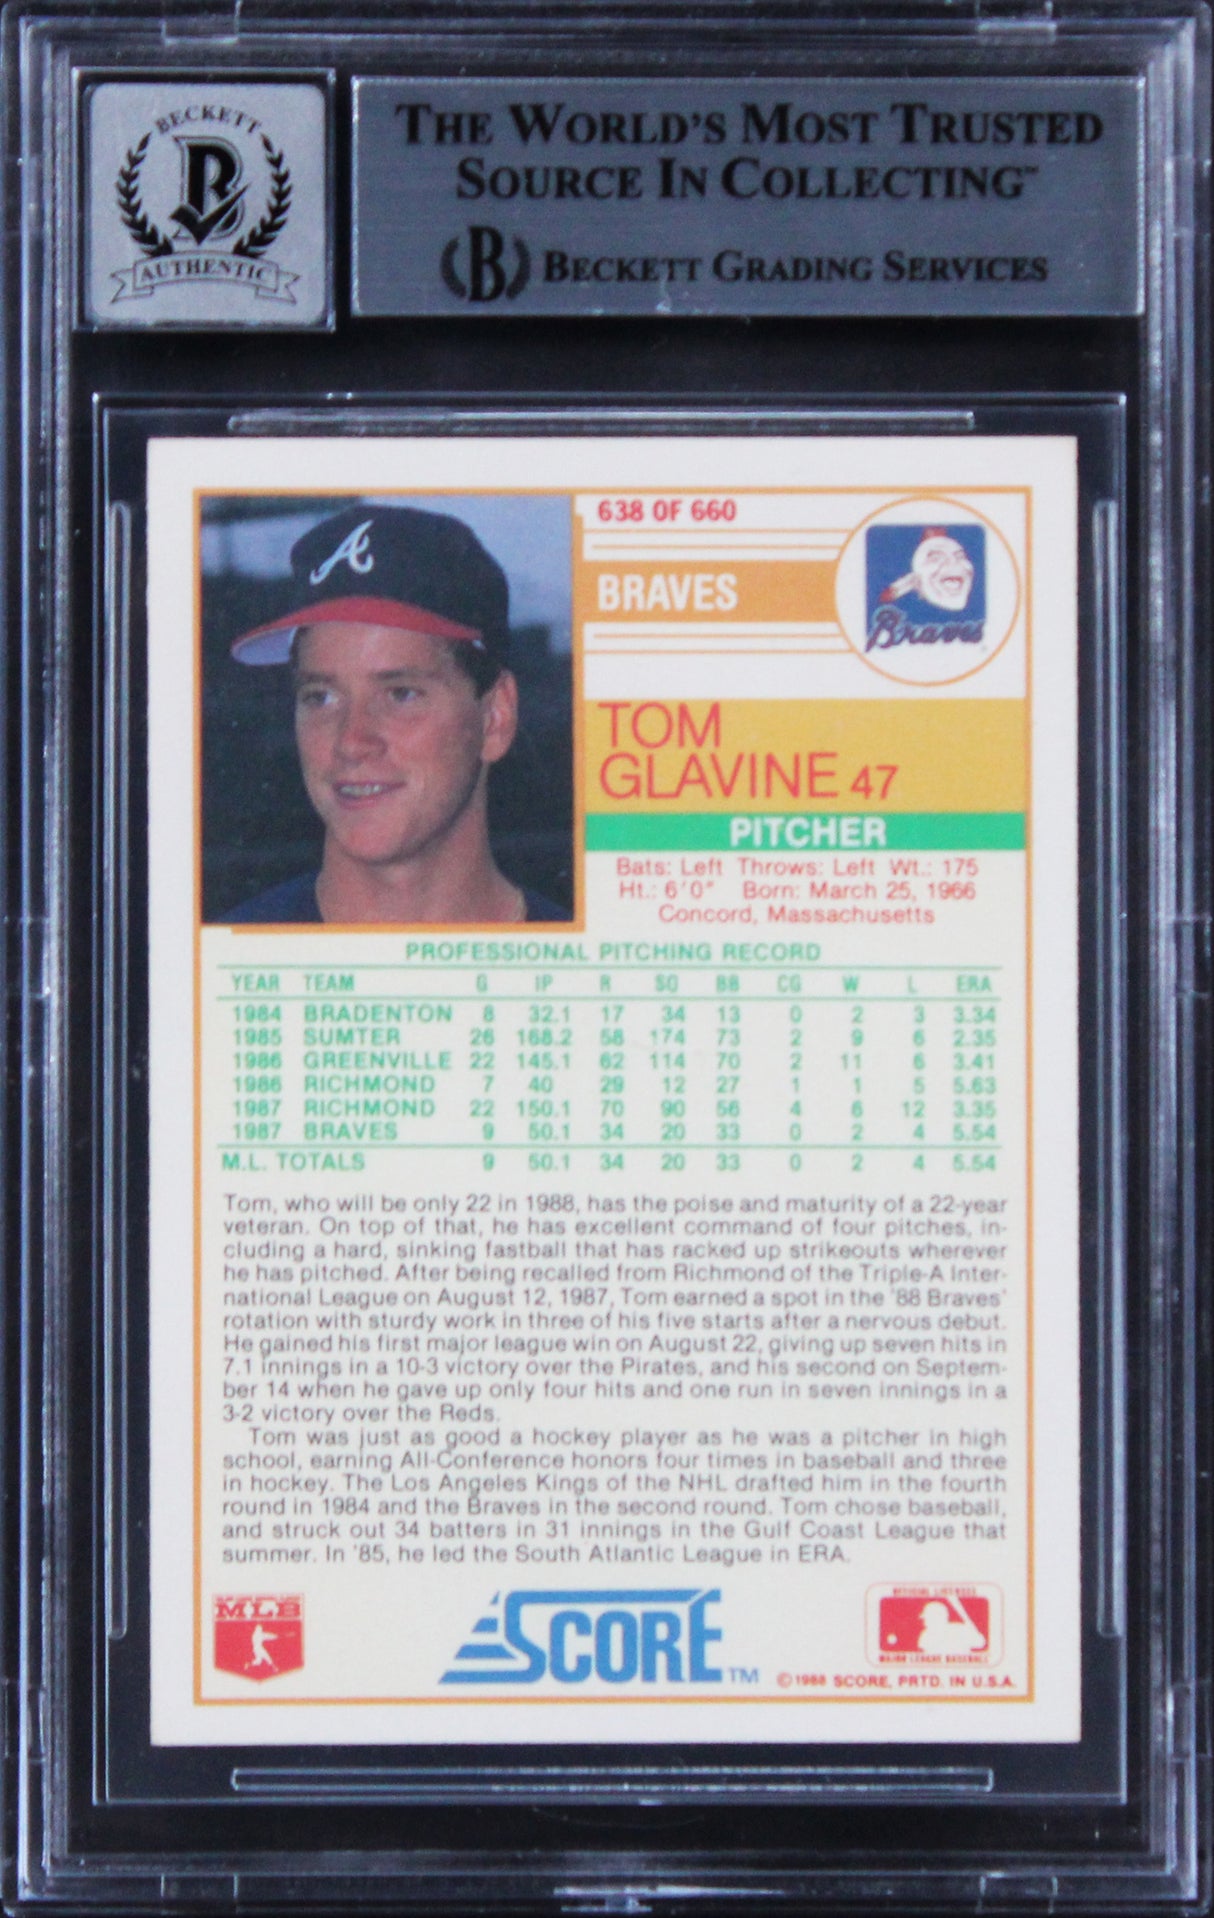 BECKETT
B
AUTHENTIC
THE WORLD'S MOST TRUSTED
SOURCE IN COLLECTING™
B BECKETT GRADING SERVICES
A
638 OF 660
BRAVES
Braves
TOM
GLAVINE 47
PITCHER
Bats: Left Throws: Left Wt.: 175
Ht.: 6'0" Born: March 25, 1966
Concord, Massachusetts
PROFESSIONAL PITCHING RECORD
YEAR TEAM G IP R SO BB CG W L ERA
1984 BRADENTON 8 32.1 17 34 13 0 2 3 3.34
1985 SUMTER 26 168.2 58 174 73 2 9 6 2.35
1986 GREENVILLE 22 145.1 62 114 70 2 11 6 3.41
1986 RICHMOND 7 40 29 12 27 1 1 5 5.63
1987 RICHMOND 22 150.1 70 90 56 4 6 12 3.35
1987 BRAVES 9 50.1 34 20 33 0 2 4 5.54
M.L. TOTALS 9 50.1 34 20 33 0 2 4 5.54
Tom, who will be only 22 in 1988, has the poise and maturity of a 22-year
veteran. On top of that, he has excellent command of four pitches, in-
cluding a hard, sinking fastball that has racked up strikeouts wherever
he has pitched. After being recalled from Richmond of the Triple-A Inter-
national League on August 12, 1987, Tom earned a spot in the '88 Braves'
rotation with sturdy work in three of his five starts after a nervous debut.
He gained his first major league win on August 22, giving up seven hits in
7.1 innings in a 10-3 victory over the Pirates, and his second on Septem-
ber 14 when he gave up only four hits and one run in seven innings in a
3-2 victory over the Reds.
Tom was just as good a hockey player as he was a pitcher in high
school, earning All-Conference honors four times in baseball and three
in hockey. The Los Angeles Kings of the NHL drafted him in the fourth
round in 1984 and the Braves in the second round. Tom chose baseball,
and struck out 34 batters in 31 innings in the Gulf Coast League that
summer. In '85, he led the South Atlantic League in ERA.
MLB
SCORE™
OFFICIAL LICENSEE
MAJOR LEAGUE BASEBALL
©1988 SCORE, PRTD. IN U.S.A.